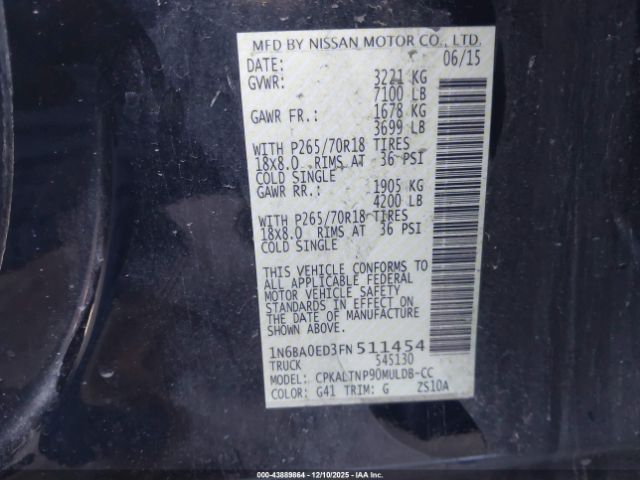 MFD BY NISSAN MOTOR CO., LTD.
DATE: 06/15
GVWR: 3221 KG
7100 LB
GAWR FR.: 1678 KG
3699 LB
WITH P265/70R18 TIRES
18x8.0 RIMS AT 36 PSI
COLD SINGLE
GAWR RR.: 1905 KG
4200 LB
WITH P265/70R18 TIRES
18x8.0 RIMS AT 36 PSI
COLD SINGLE
THIS VEHICLE CONFORMS TO
ALL APPLICABLE FEDERAL
MOTOR VEHICLE SAFETY
STANDARDS IN EFFECT ON
THE DATE OF MANUFACTURE
SHOWN ABOVE.
1N6BA0ED3FN511454
TRUCK 545130
MODEL: CPKALTNP90MULDB-CC
COLOR: G41 TRIM: G ZS10A
000-43889864 - 12/10/2025 - IAA Inc.